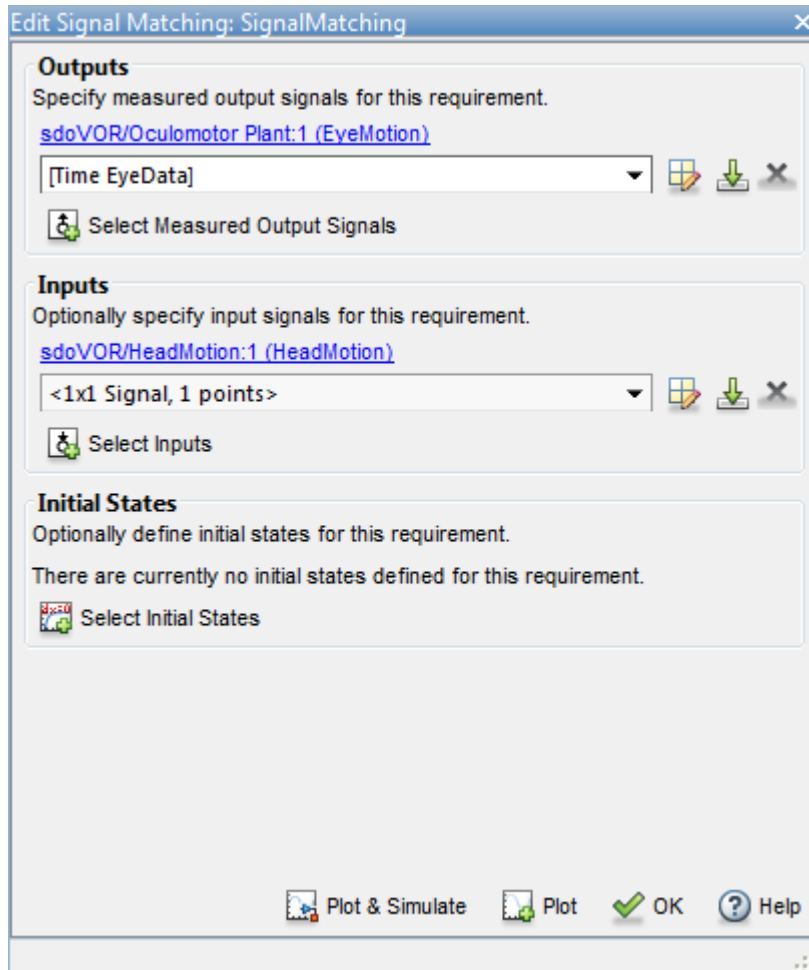 Edit Signal Matching: SignalMatching
Outputs
Specify measured output signals for this requirement.
sdoVOR/Oculomotor Plant:1 (EyeMotion)
[Time EyeData]
Select Measured Output Signals
Inputs
Optionally specify input signals for this requirement.
sdoVOR/HeadMotion:1 (HeadMotion)
<1x1 Signal, 1 points>
Select Inputs
Initial States
Optionally define initial states for this requirement.
There are currently no initial states defined for this requirement.
Select Initial States
Plot & Simulate Plot OK Help